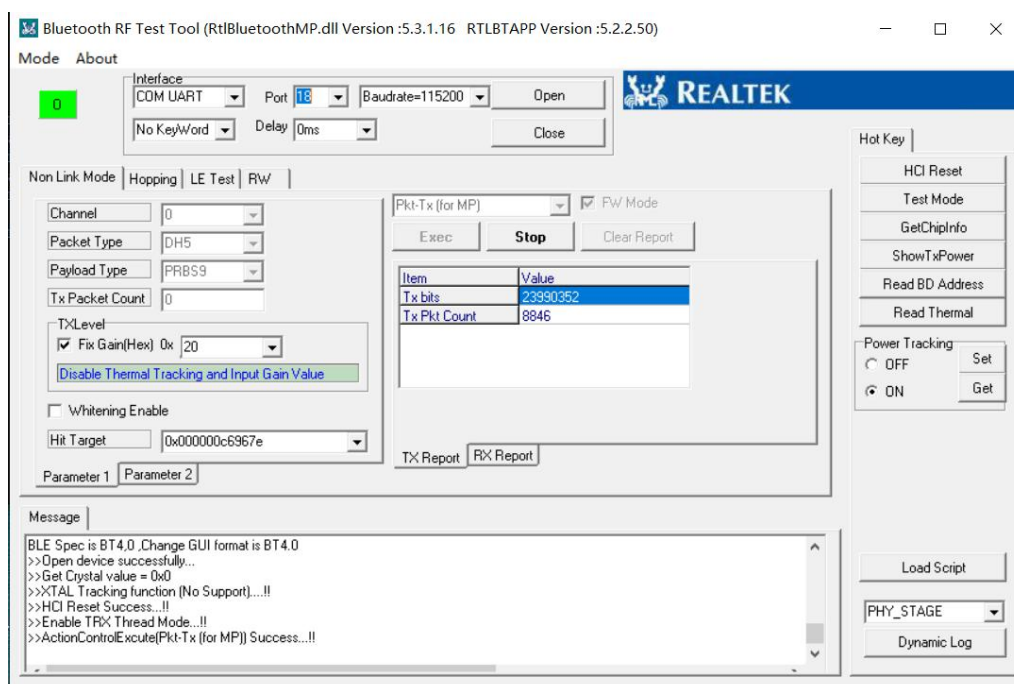 Bluetooth RF Test Tool (RtlBluetoothMP.dll Version :5.3.1.16 RTLBTAPP Version :5.2.2.50)
Mode About
0
Interface
COM UART Port 18 Baudrate=115200 Open
No KeyWord Delay 0ms Close
REALTEK
Hot Key
HCI Reset
Test Mode
GetChipInfo
ShowTxPower
Read BD Address
Read Thermal
Power Tracking
OFF Set
ON Get
Load Script
PHY_STAGE
Dynamic Log
Non Link Mode Hopping LE Test RW
Channel 0
Packet Type DH5
Payload Type PRBS9
Tx Packet Count 0
TXLevel
Fix Gain(Hex) 0x 20
Disable Thermal Tracking and Input Gain Value
Whitening Enable
Hit Target 0x000000c6967e
Parameter 1 Parameter 2
Pkt-Tx (for MP) FW Mode
Exec Stop Clear Report
Item Value
Tx bits 23990352
Tx Pkt Count 8846
TX Report RX Report
Message
BLE Spec is BT4,0 ,Change GUI format is BT4.0
>>Open device successfully...
>>Get Crystal value = 0x0
>>XTAL Tracking function (No Support)....!!
>>HCI Reset Success...!!
>>Enable TRX Thread Mode...!!
>>ActionControlExcute(Pkt-Tx (for MP)) Success...!!